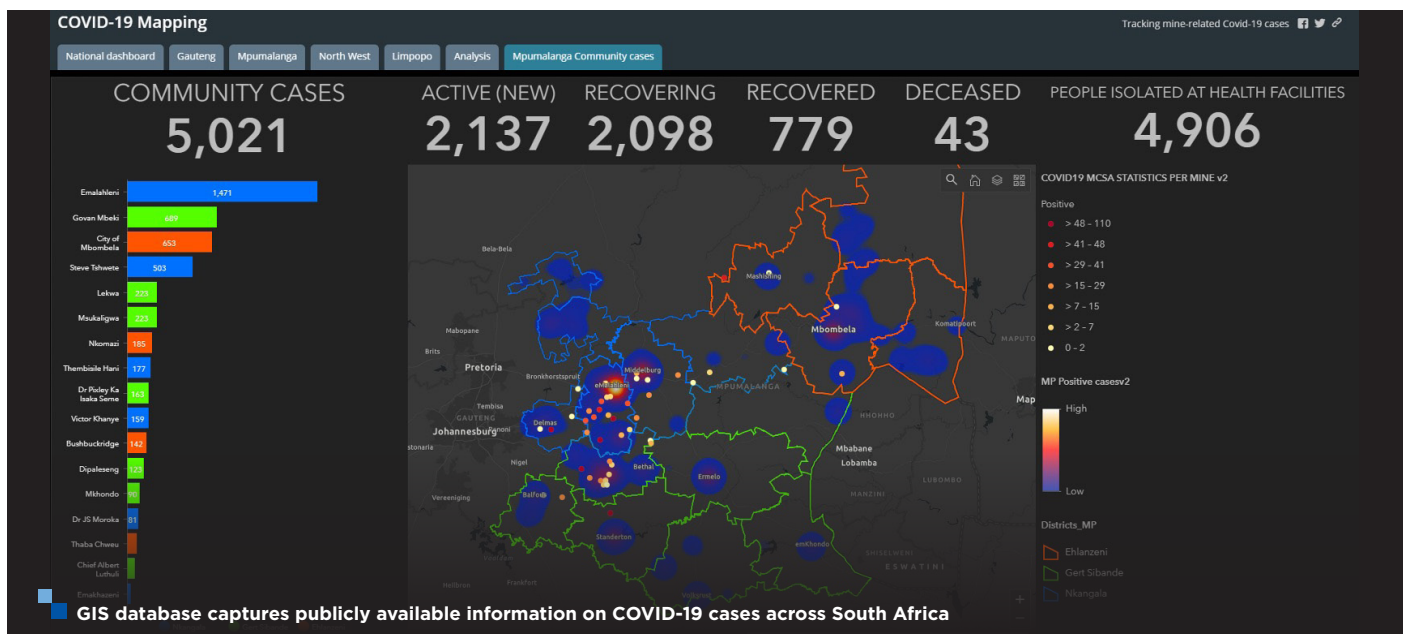 COVID-19 Mapping
Tracking mine-related Covid-19 cases
National dashboard
Gauteng
Mpumalanga
North West
Limpopo
Analysis
Mpumalanga Community cases
COMMUNITY CASES
5,021
ACTIVE (NEW)
2,137
RECOVERING
2,098
RECOVERED
779
DECEASED
43
PEOPLE ISOLATED AT HEALTH FACILITIES
4,906
Emalahleni
1,471
Govan Mbeki
689
City of
Mbombela
653
Steve Tshwete
503
Lekwa
223
Msukaligwa
223
Nkomazi
185
Thembisile Hani
177
Dr Pixley Ka
Isaka Seme
163
Victor Khanye
159
Bushbuckridge
142
Dipaleseng
123
Mkhondo
90
Dr JS Moroka
81
Thaba Chweu
Chief Albert
Luthuli
Emakhazeni
Bela-Bela
Mashishing
Mabopane
Mbombela
Komatipoort
MAPUTO
Brits
Pretoria
Bronkhorstspruit
Middelburg
eMalahleni
MPUMALANGA
Map
Tembisa
GAUTENG
Johannesburg
Benoni
Delmas
HHOHHO
stonaria
Mbabane
Lobamba
Nigel
Bethal
Ermelo
LUBOMBO
Vereeniging
Balfour
MANZINI
Standerton
emKhondo
SHISELWENI
ESWATINI
Heilbron
Frankfort
Volksrust
COVID19 MCSA STATISTICS PER MINE v2
Positive
> 48 - 110
> 41 - 48
> 29 - 41
> 15 - 29
> 7 - 15
> 2 - 7
0 - 2
MP Positive casesv2
High
Low
Districts_MP
Ehlanzeni
Gert Sibande
Nkangala
GIS database captures publicly available information on COVID-19 cases across South Africa